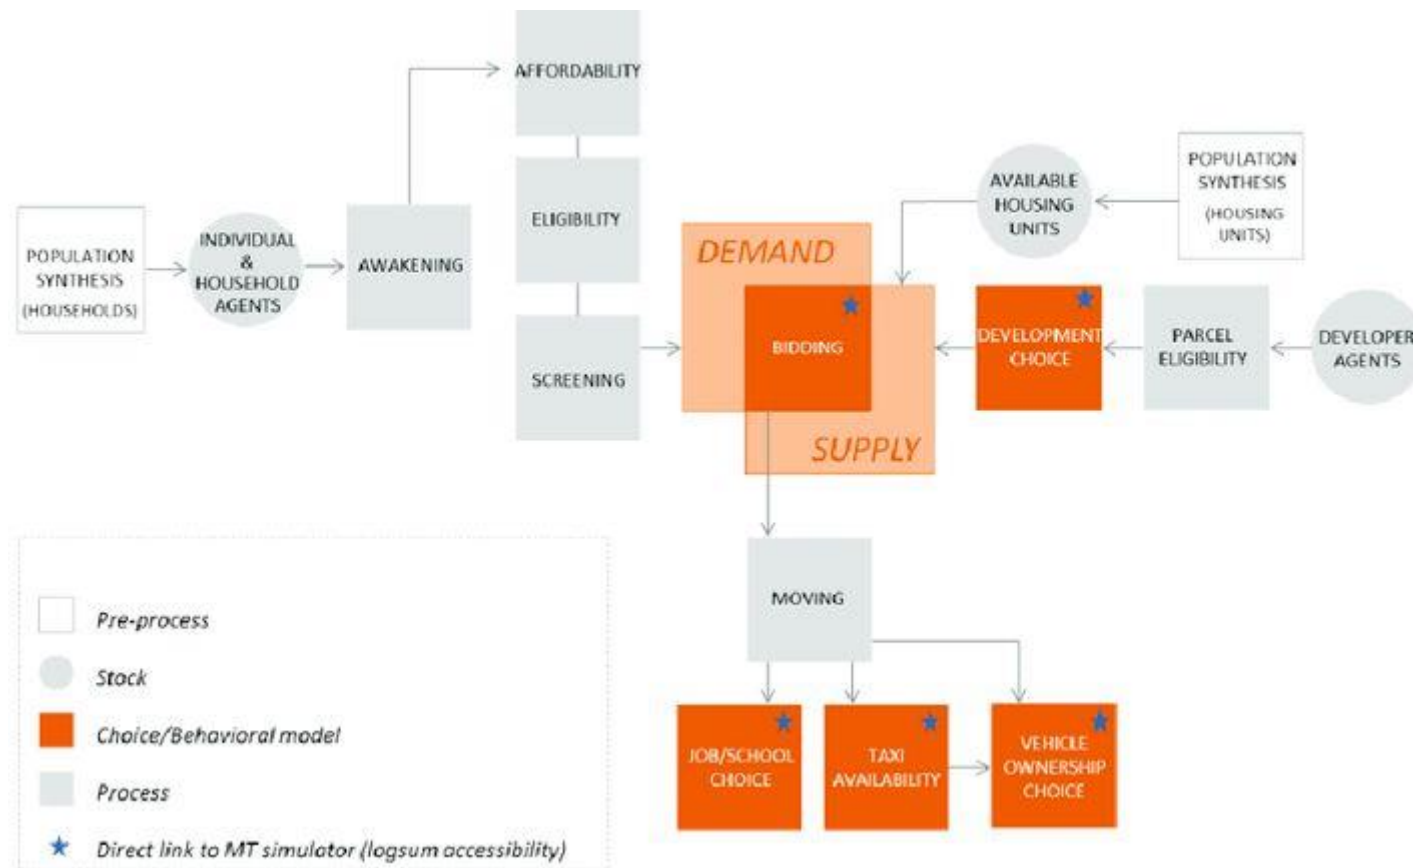 AFFORDABILITY
ELIGIBILITY
SCREENING
POPULATION
SYNTHESIS
(HOUSEHOLDS)
INDIVIDUAL
&
HOUSEHOLD
AGENTS
AWAKENING
DEMAND
BIDDING
SUPPLY
AVAILABLE
HOUSING
UNITS
POPULATION
SYNTHESIS
(HOUSING
UNITS)
DEVELOPMENT
CHOICE
PARCEL
ELIGIBILITY
DEVELOPER
AGENTS
MOVING
JOB/SCHOOL
CHOICE
TAXI
AVAILABILITY
VEHICLE
OWNERSHIP
CHOICE
Pre-process
Stock
Choice/Behavioral model
Process
Direct link to MT simulator (logsum accessibility)